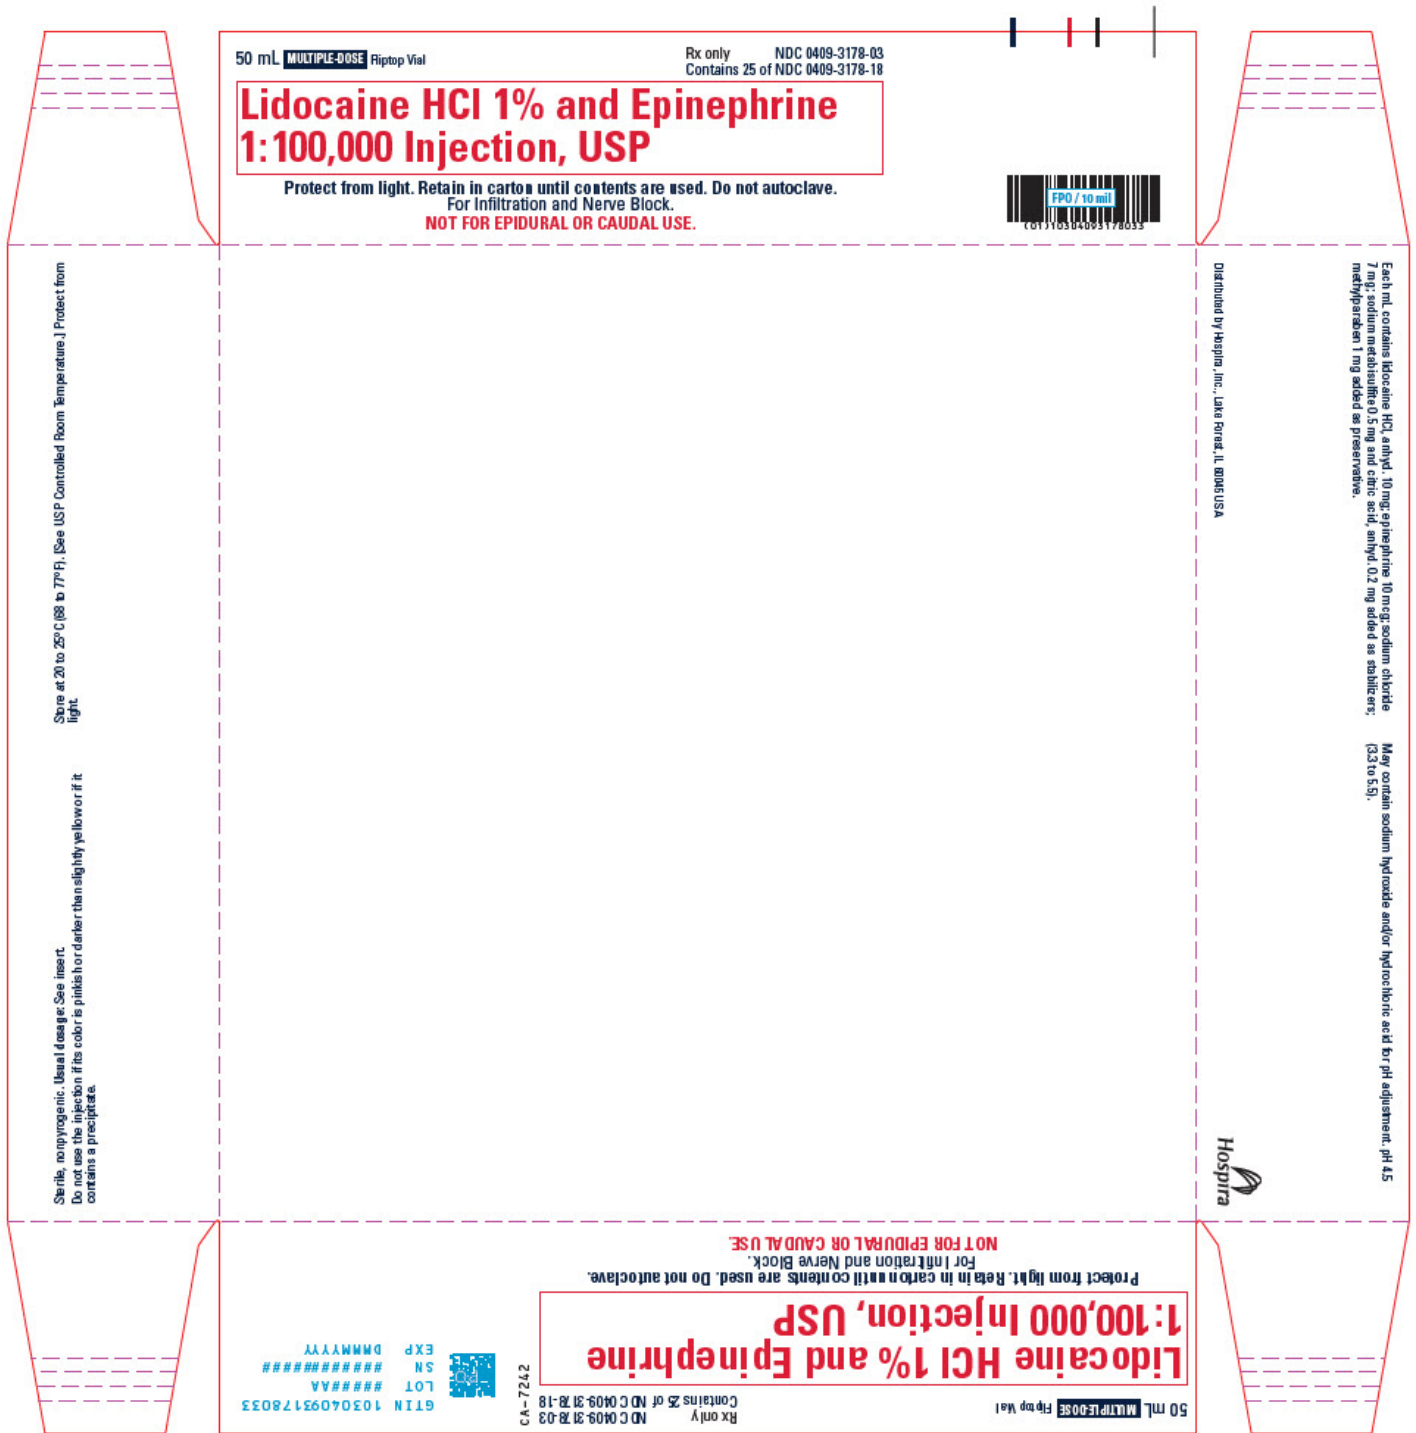 50 mL MULTIPLE-DOSE Fliptop Vial
Rx only NDC 0409-3178-03
Contains 25 of NDC 0409-3178-18
Lidocaine HCl 1% and Epinephrine
1:100,000 Injection, USP
Protect from light. Retain in carton until contents are used. Do not autoclave.
For Infiltration and Nerve Block.
NOT FOR EPIDURAL OR CAUDAL USE.
FPO / 10 mil
(01)10304093178033
Store at 20 to 25°C (68 to 77°F). [See USP Controlled Room Temperature.] Protect from
light.
Sterile, nonpyrogenic. Usual dosage: See insert.
Do not use the injection if its color is pinkish or darker than slightly yellow or if it
contains a precipitate.
Each mL contains lidocaine HCl, anhyd. 10 mg; epinephrine 10 mcg; sodium chloride
7 mg; sodium metabisulfite 0.5 mg and citric acid, anhyd. 0.2 mg added as stabilizers;
methylparaben 1 mg added as preservative.
May contain sodium hydroxide and/or hydrochloric acid for pH adjustment. pH 4.5
(3.3 to 5.5).
Distributed by Hospira, Inc., Lake Forest, IL 60045 USA
Hospira
50 mL MULTIPLE-DOSE Fliptop Vial
Rx only NDC 0409-3178-03
Contains 25 of NDC 0409-3178-18
Lidocaine HCl 1% and Epinephrine
1:100,000 Injection, USP
Protect from light. Retain in carton until contents are used. Do not autoclave.
For Infiltration and Nerve Block.
NOT FOR EPIDURAL OR CAUDAL USE.
CA-7242
GTIN 10304093178033
LOT ######AA
SN ############
EXP DMMMYYYY